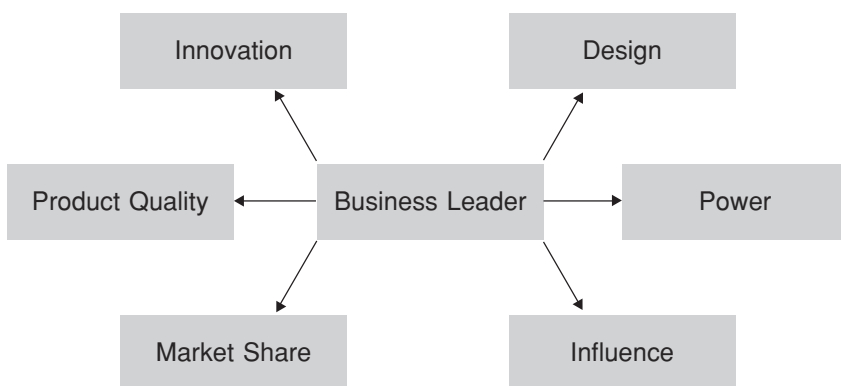 Innovation
Design
Product Quality
Business Leader
Power
Market Share
Influence